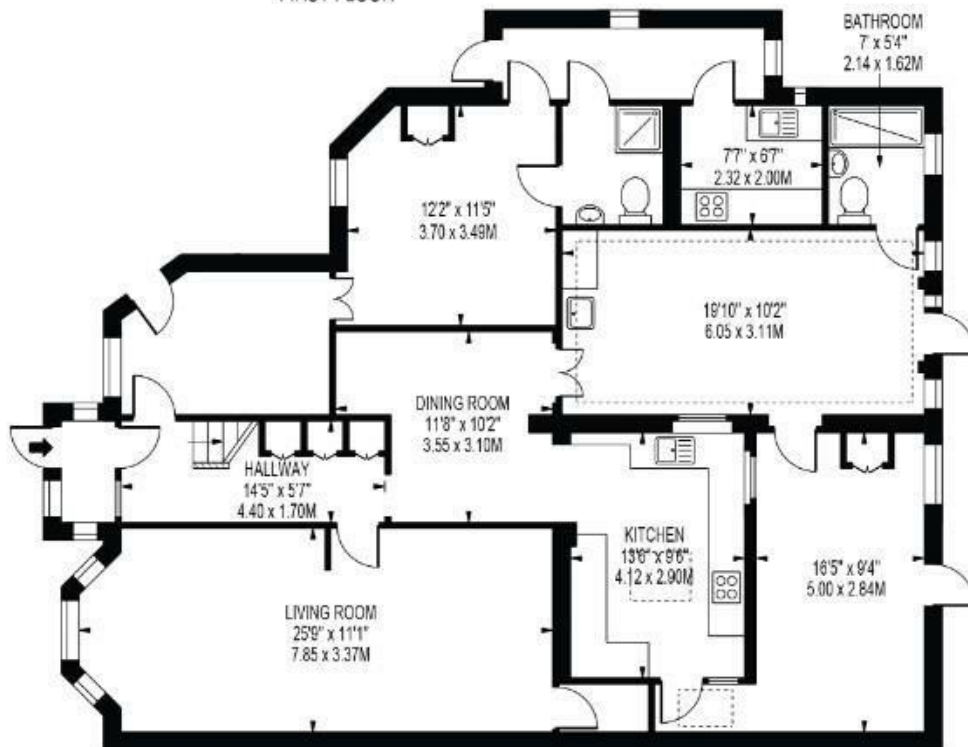 BATHROOM
7' x 5'4"
2.14 x 1.62M
7'7" x 6'7"
2.32 x 2.00M
12'2" x 11'5"
3.70 x 3.49M
19'10" x 10'2"
6.05 x 3.11M
DINING ROOM
11'8" x 10'2"
3.55 x 3.10M
HALLWAY
14'5" x 5'7"
4.40 x 1.70M
KITCHEN
13'6" x 9'6"
4.12 x 2.90M
16'5" x 9'4"
5.00 x 2.84M
LIVING ROOM
25'9" x 11'1"
7.85 x 3.37M